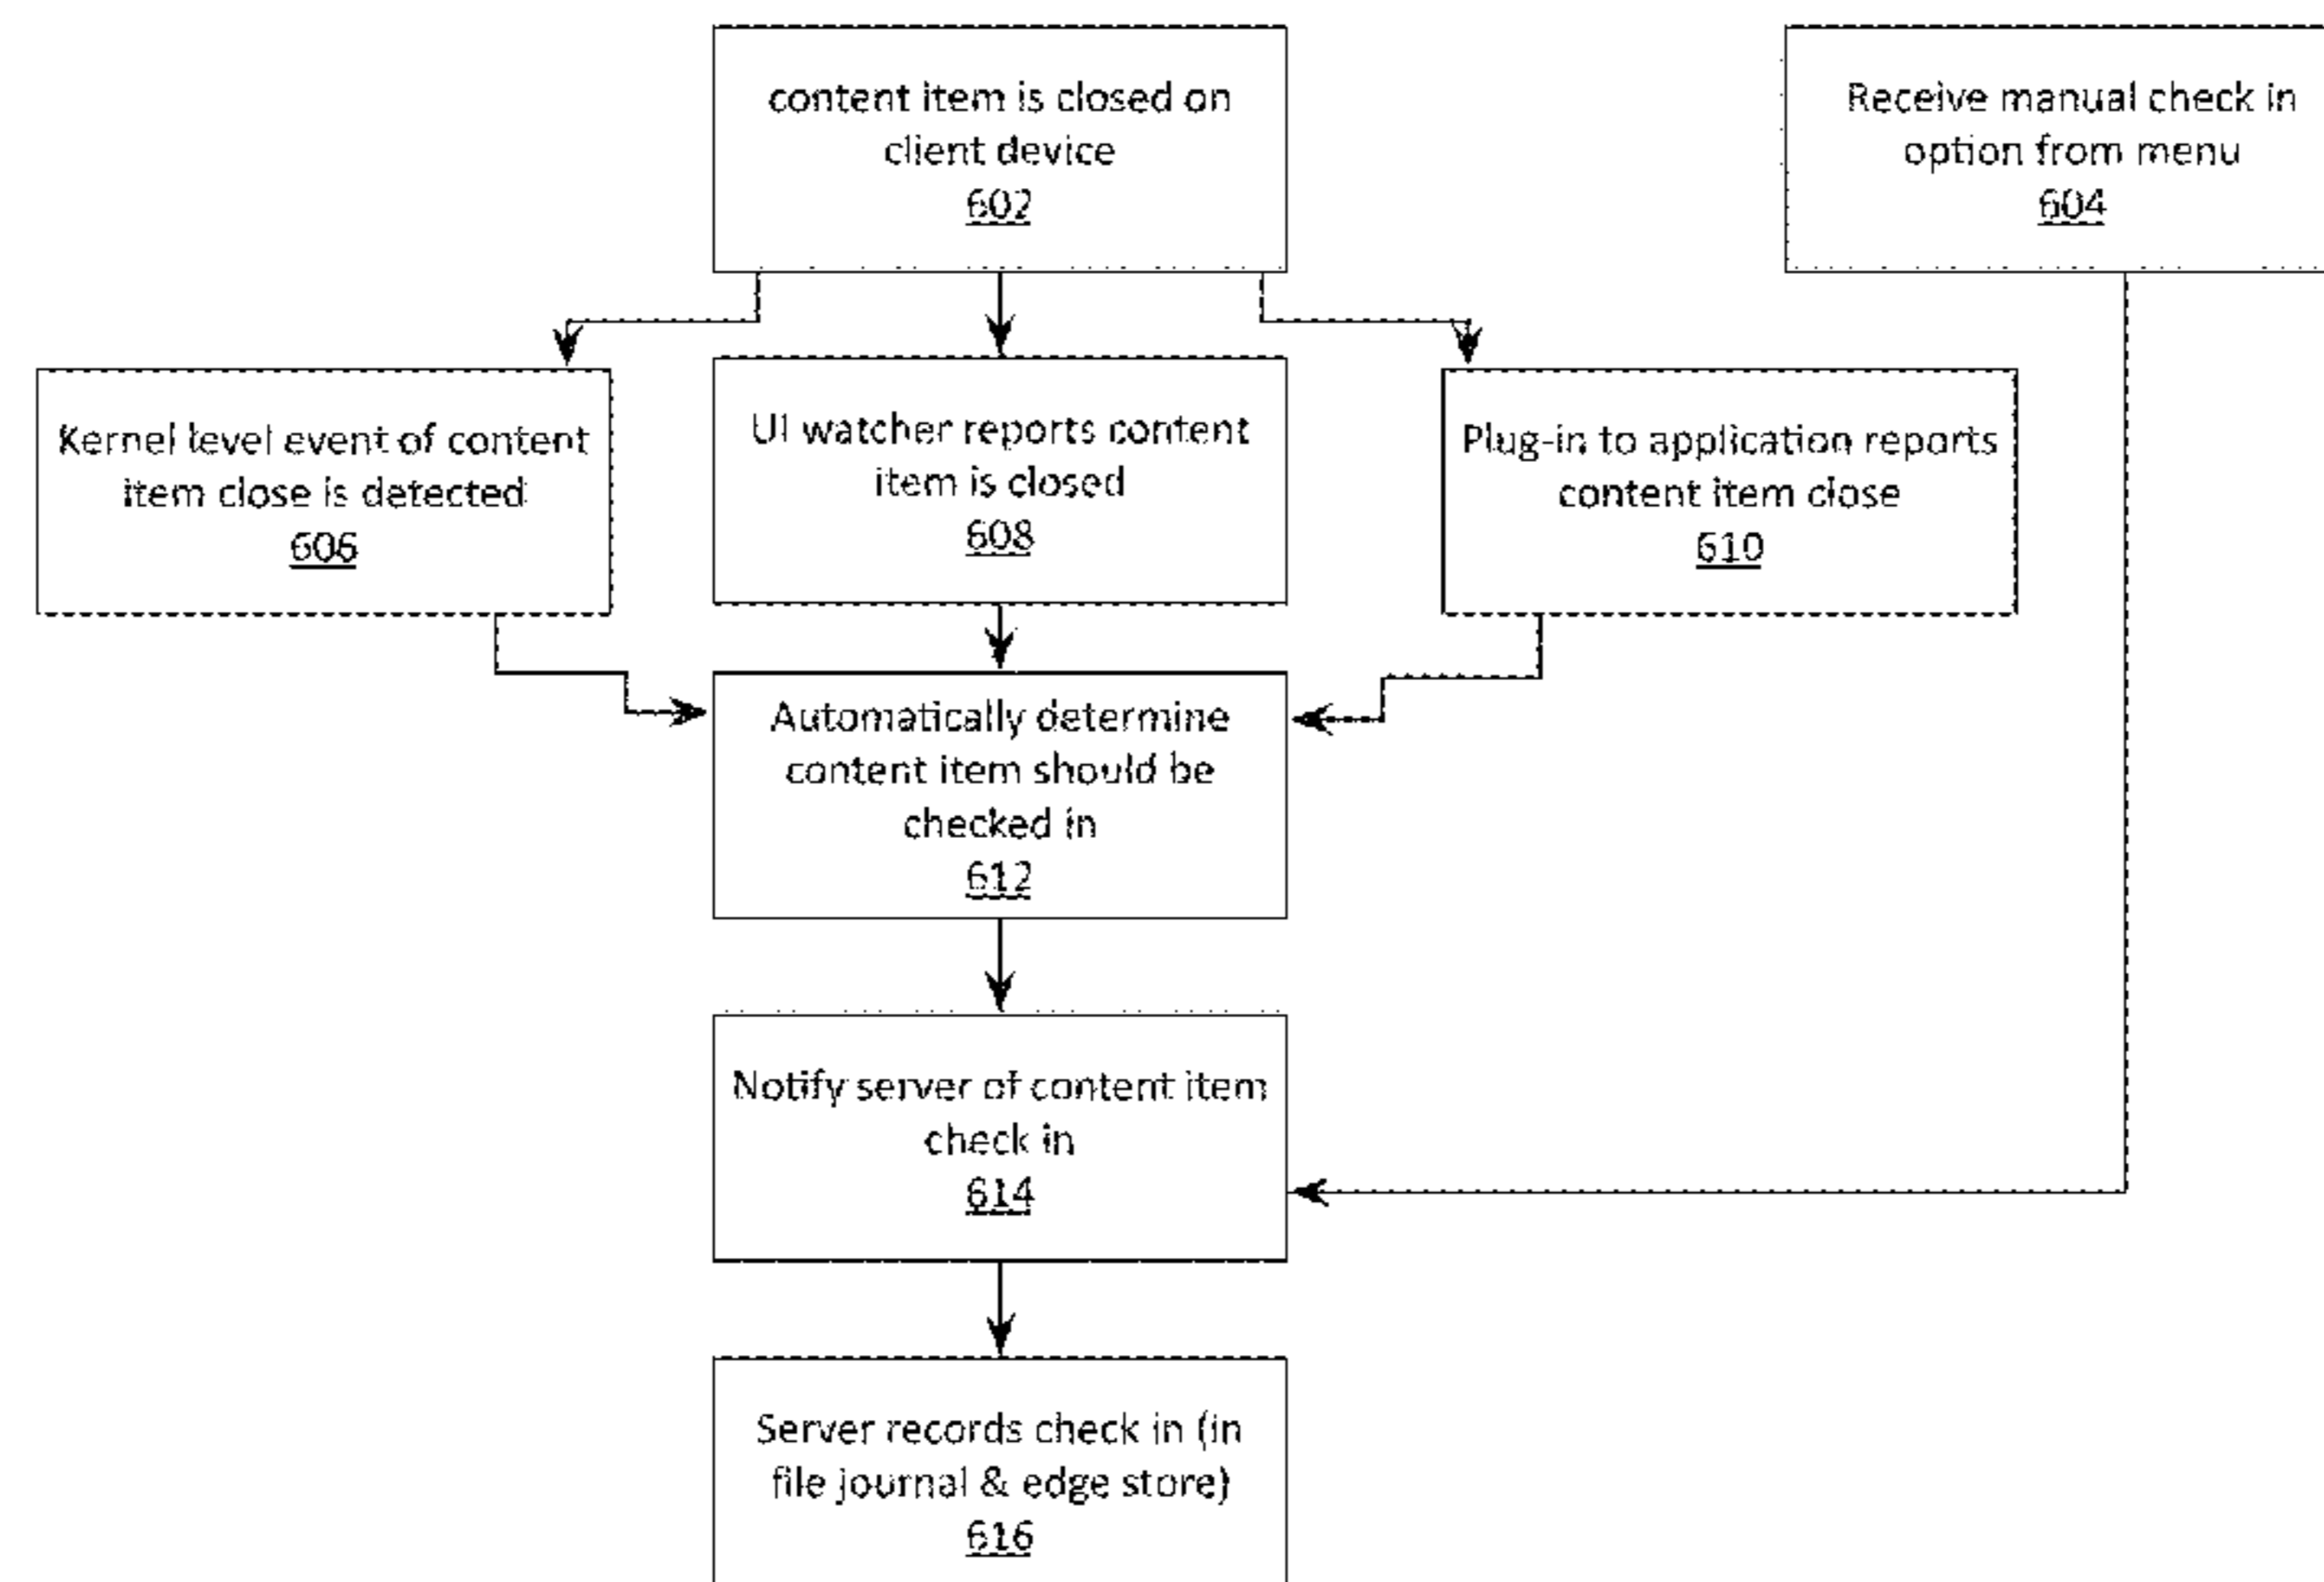 content item is closed on
client device
602
Receive manual check in
option from menu
604
Kernel level event of content
item close is detected
606
UI watcher reports content
item is closed
608
Plug-in to application reports
content item close
610
Automatically determine
content item should be
checked in
612
Notify server of content item
check in
614
Server records check in (in
file journal & edge store)
616